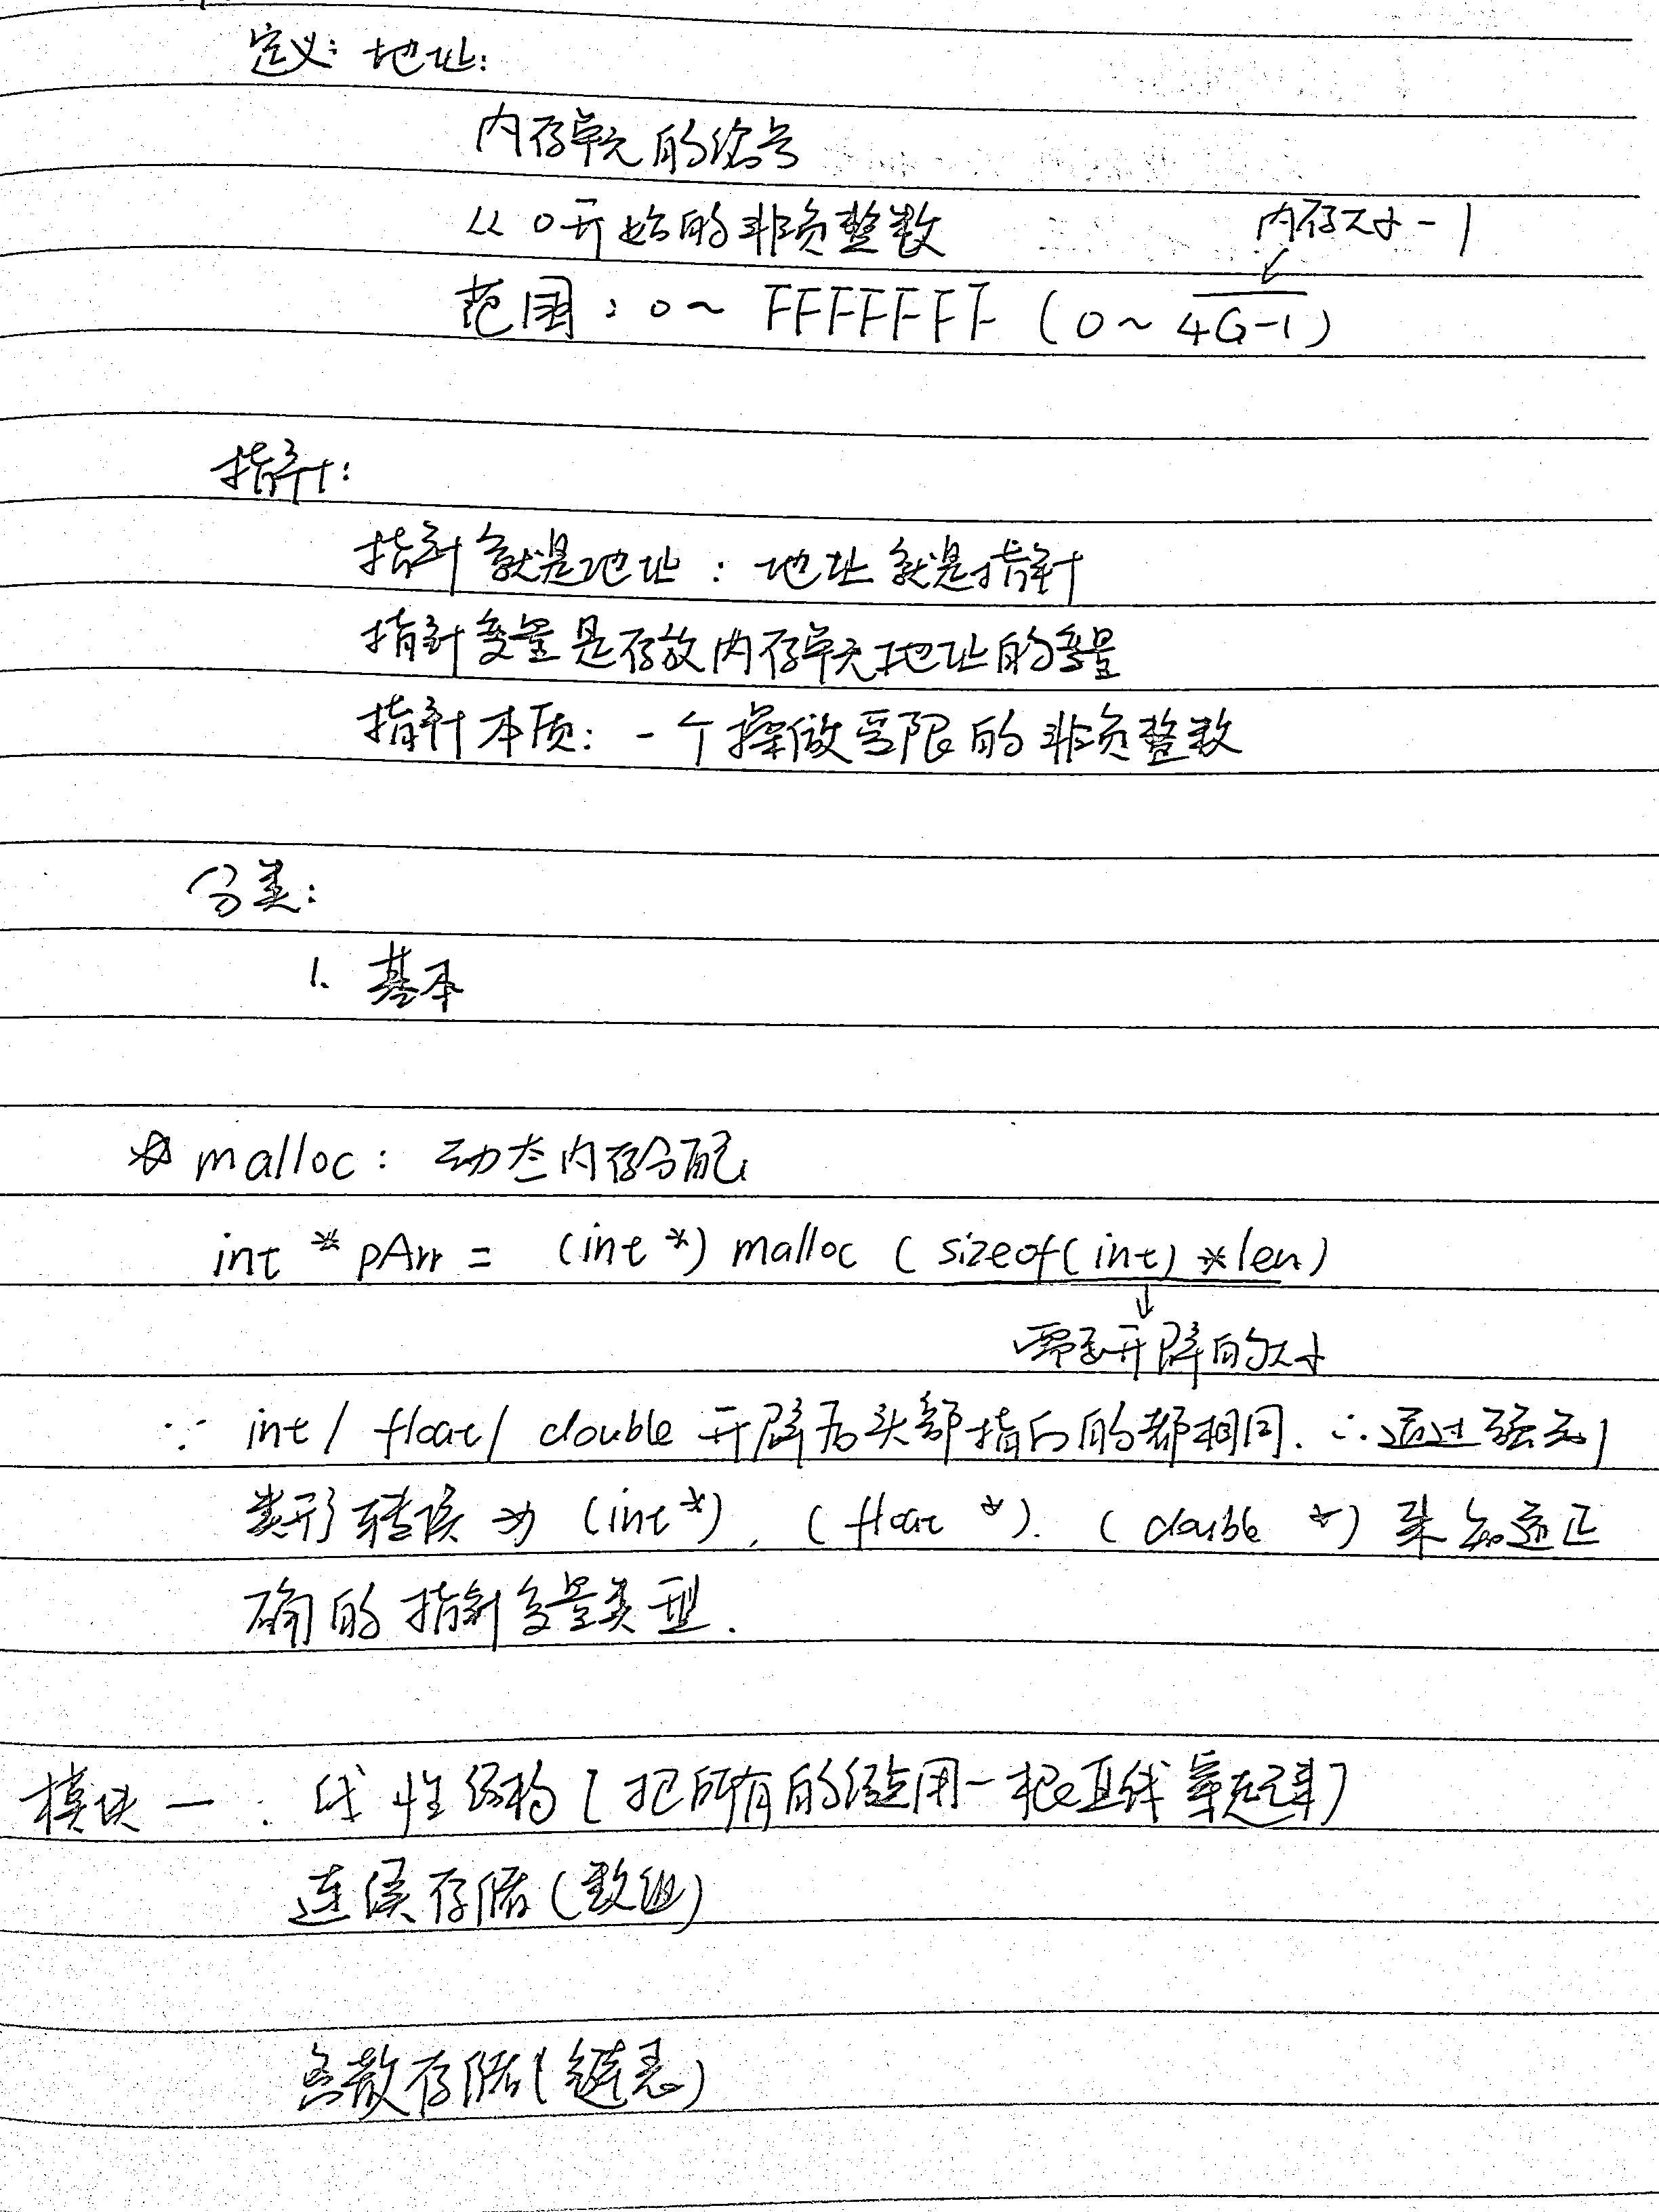 定义: 地址:
内存单元的编号
从0开始的非负整数
内存大小-1
范围: 0~FFFFFFF (0~4G-1)
指针:
指针就是地址: 地址就是指针
指针变量是存放内存单元地址的变量
指针本质: 一个操做受限的非负整数
分类:
1. 基本
malloc: 动态内存分配
int * pArr = (int *) malloc ( sizeof(int) *len)
需要开辟的大小
∵ int / float / double 开辟后头部指向的都相同. ∴通过强制
类形转换为 (int *), (float *). (double *) 来知道正
确的指针变量类型.
模块一: 线性结构[把所有的结点用一根直线穿起来]
连续存储(数组)
离散存储(链表)